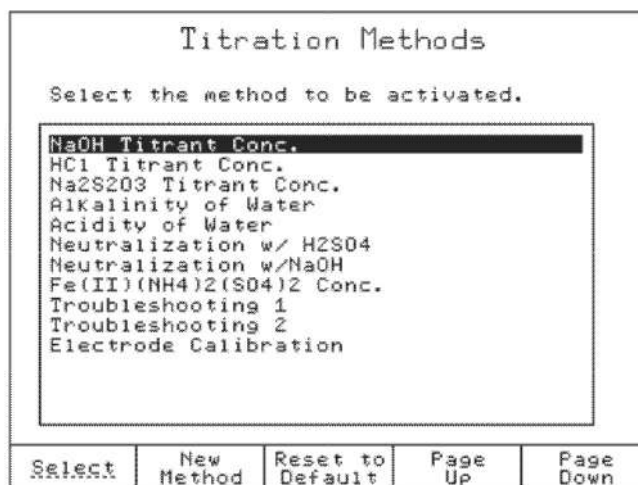 Titration Methods
Select the method to be activated.
NaOH Titrant Conc.
HCl Titrant Conc.
Na2S2O3 Titrant Conc.
Alkalinity of Water
Acidity of Water
Neutralization w/ H2SO4
Neutralization w/NaOH
Fe(II)(NH4)2(SO4)2 Conc.
Troubleshooting 1
Troubleshooting 2
Electrode Calibration
Select
New Method
Reset to Default
Page Up
Page Down